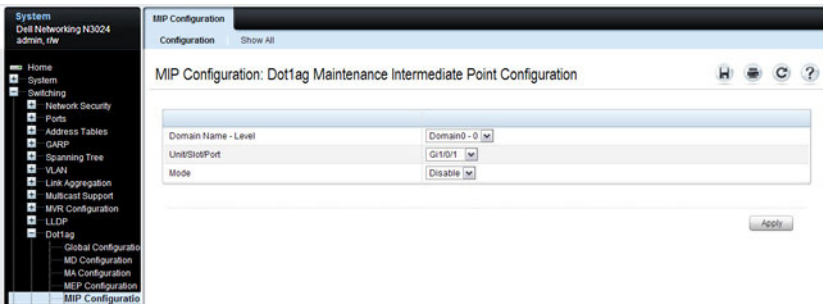 System
Dell Networking N3024
admin, r/w
Home
System
Switching
Network Security
Ports
Address Tables
GARP
Spanning Tree
VLAN
Link Aggregation
Multicast Support
MVR Configuration
LLDP
Dot1ag
Global Configuratio
MD Configuration
MA Configuration
MEP Configuration
MIP Configuratio
MIP Configuration
Configuration Show All
MIP Configuration: Dot1ag Maintenance Intermediate Point Configuration
?
Domain Name - Level Domain0 - 0
Unit/Slot/Port Gi1/0/1
Mode Disable
Apply